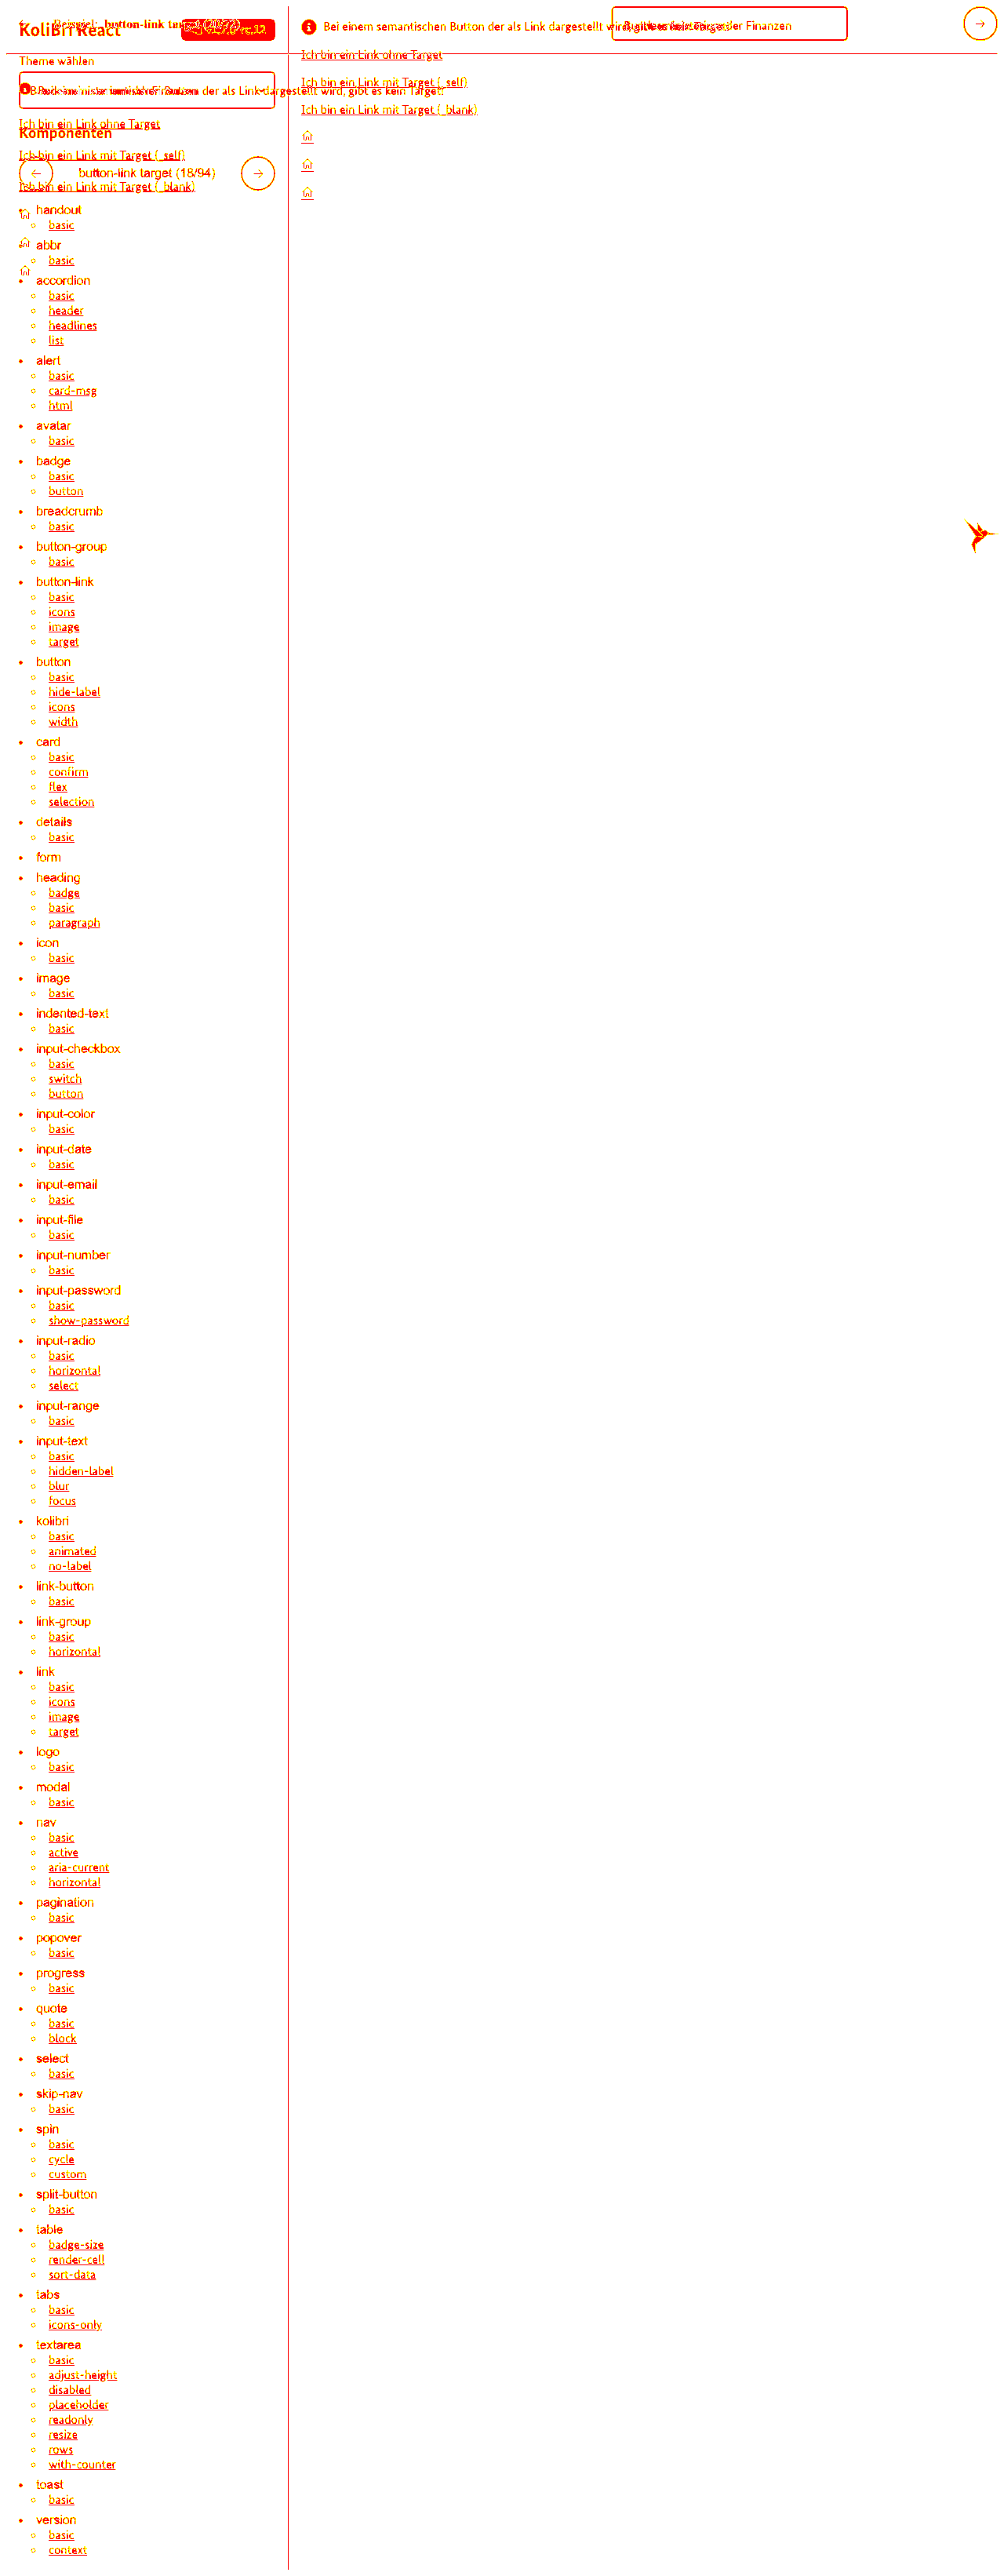 KoliBri React
Theme wählen
Ich bin ein Link ohne Target
Komponenten
Ich bin ein Link mit Target (_self)
button-link target (18/94)
Ich bin ein Link mit Target (_blank)
handout
basic
abbr
basic
accordion
basic
header
headlines
list
alert
basic
card-msg
html
avatar
basic
badge
basic
button
breadcrumb
basic
button-group
basic
button-link
basic
icons
image
target
button
basic
hide-label
icons
width
card
basic
confirm
flex
selection
details
basic
form
heading
badge
basic
paragraph
icon
basic
image
basic
indented-text
basic
input-checkbox
basic
switch
button
input-color
basic
input-date
basic
input-email
basic
input-file
basic
input-number
basic
input-password
basic
show-password
input-radio
basic
horizontal
select
input-range
basic
input-text
basic
hidden-label
blur
focus
kolibri
basic
animated
no-label
link-button
basic
link-group
basic
horizontal
link
basic
icons
image
target
logo
basic
modal
basic
nav
basic
active
aria-current
horizontal
pagination
basic
popover
basic
progress
basic
quote
basic
block
select
basic
skip-nav
basic
spin
basic
cycle
custom
split-button
basic
table
badge-size
render-cell
sort-data
tabs
basic
icons-only
textarea
basic
adjust-height
disabled
placeholder
readonly
resize
rows
with-counter
toast
basic
version
basic
context
Bei einem semantischen Button der als Link dargestellt wird, gibt es kein Target!
Ich bin ein Link ohne Target
Ich bin ein Link mit Target (_self)
Ich bin ein Link mit Target (_blank)